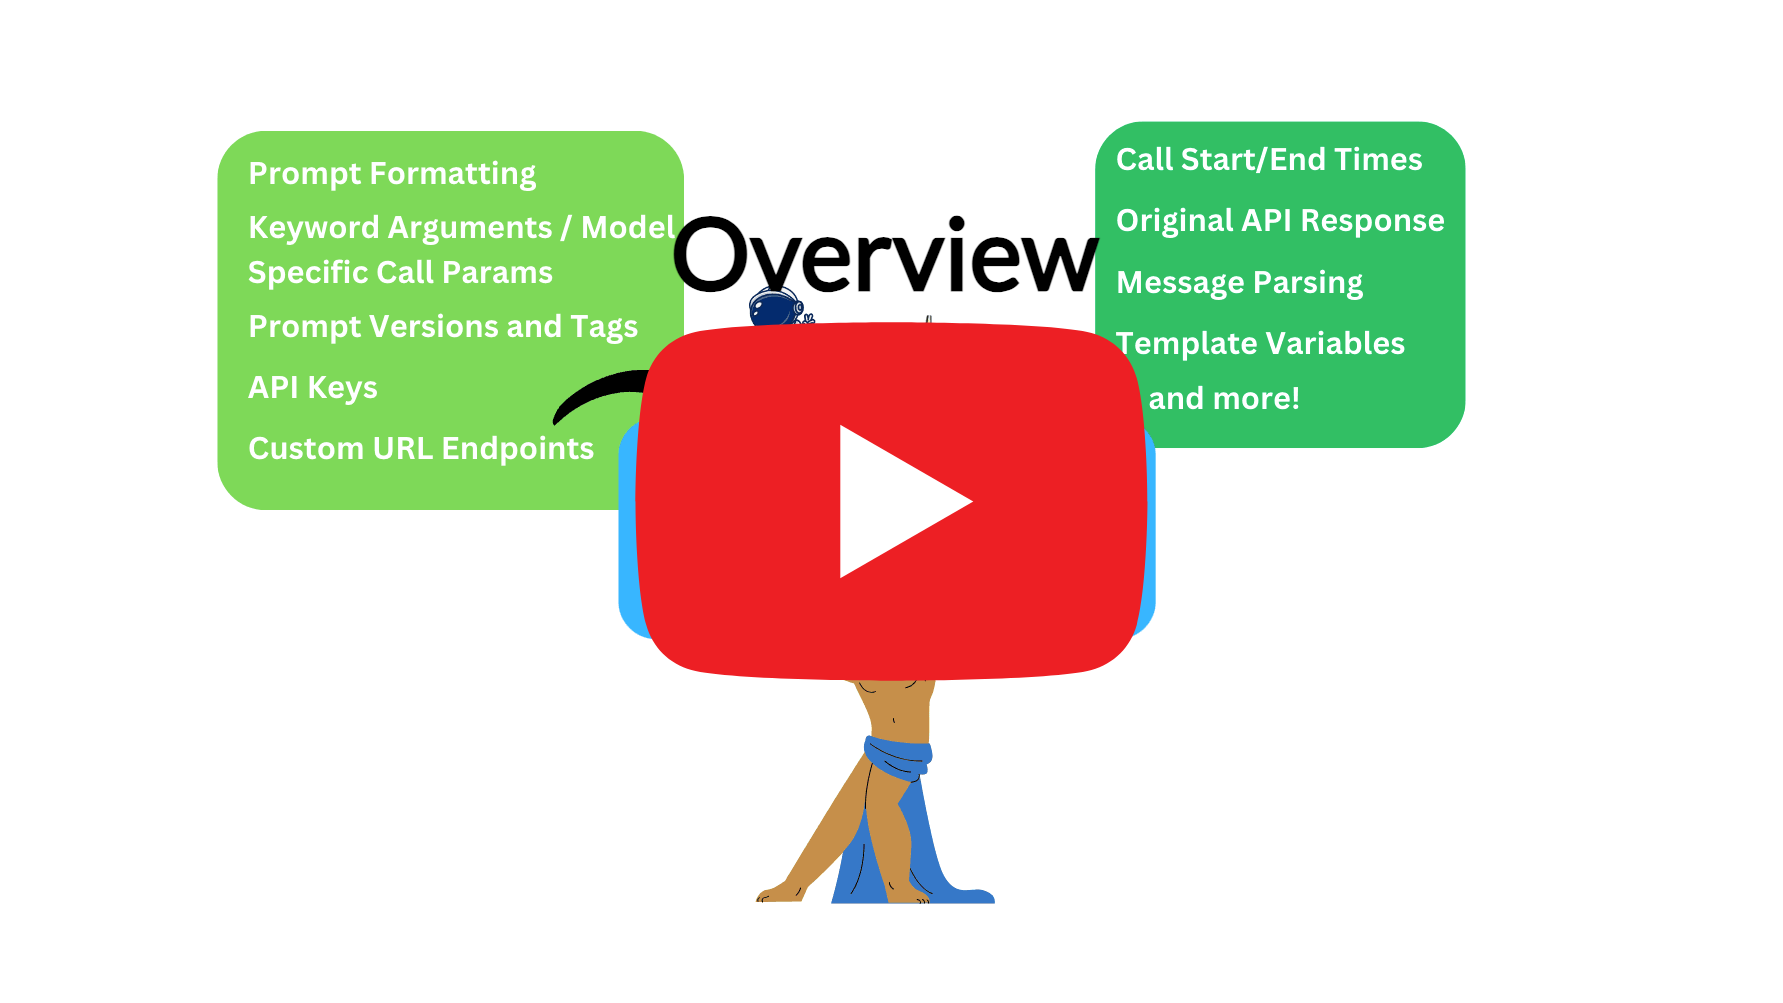 Overview
Prompt Formatting
Keyword Arguments / Model
Specific Call Params
Prompt Versions and Tags
API Keys
Custom URL Endpoints
Call Start/End Times
Original API Response
Message Parsing
Template Variables
and more!